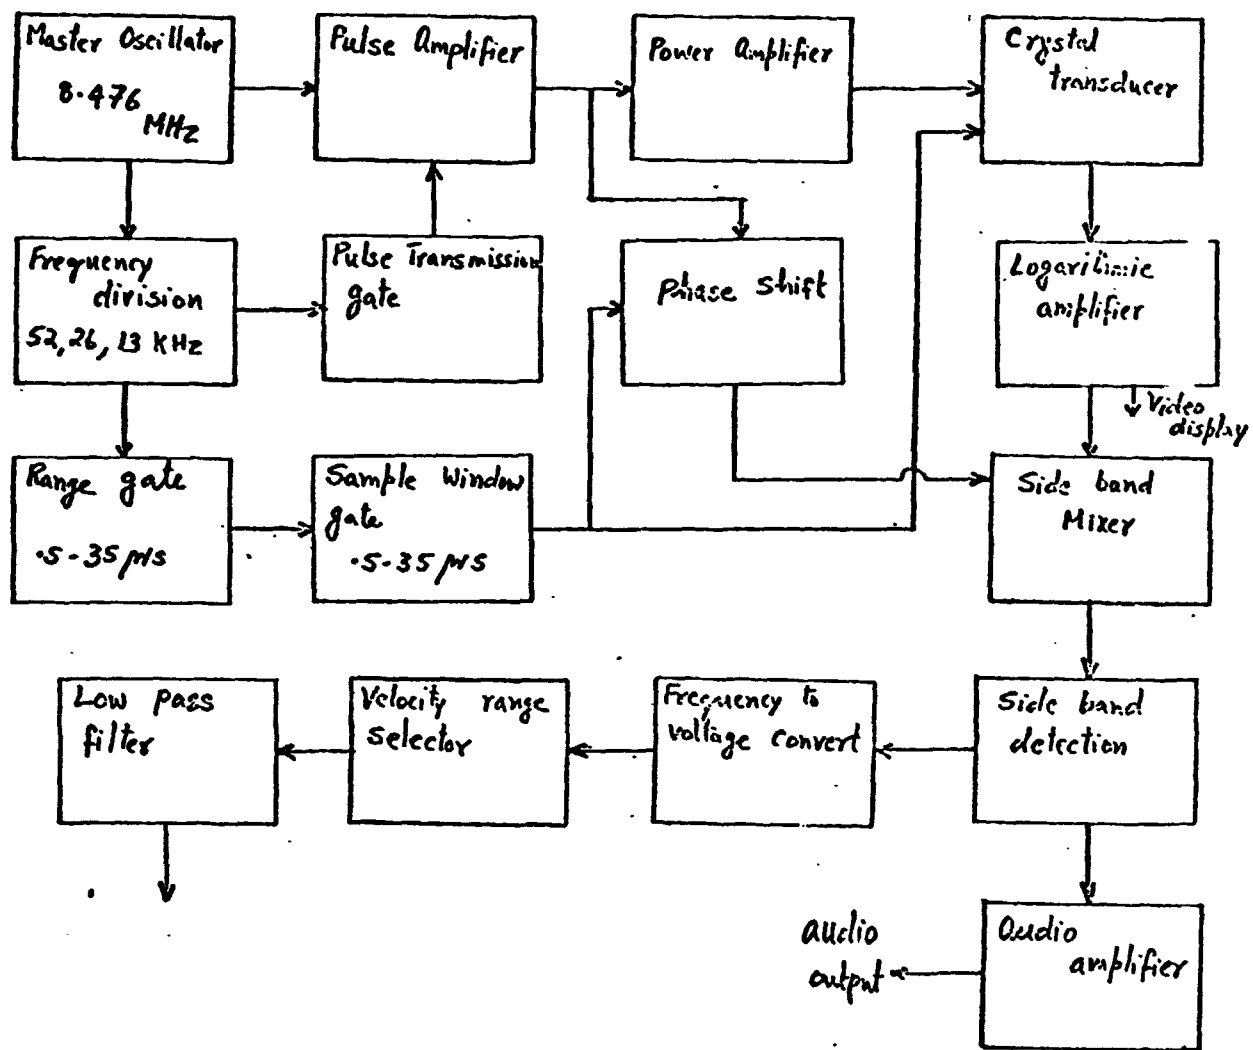 Master Oscillator
8.476
MHz
Pulse Amplifier
Power Amplifier
Crystal
transducer
Frequency
division
52, 26, 13 KHz
Pulse Transmission
gate
Phase Shift
Logarithmic
amplifier
Video
display
Range gate
.5-35 µs
Sample Window
gate
.5-35 µs
Side band
Mixer
Low pass
filter
Velocity range
selector
Frequency to
voltage convert
Side band
detection
audio
output
Audio
amplifier